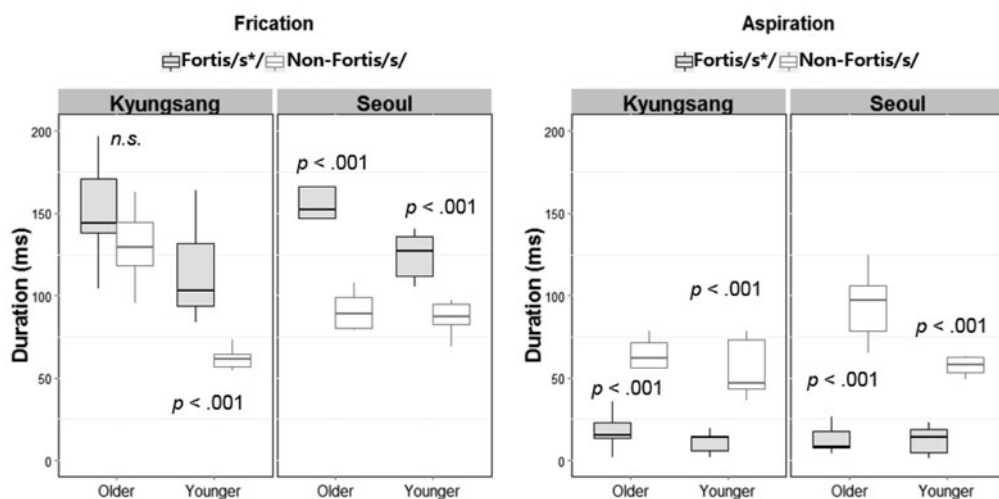 Frication
Fortis/s*/ Non-Fortis/s/
Kyungsang Seoul
Duration (ms)
200
150
100
50
0
n.s.
p < .001
p < .001
p < .001
Older Younger Older Younger
Aspiration
Fortis/s*/ Non-Fortis/s/
Kyungsang Seoul
Duration (ms)
200
150
100
50
0
p < .001
p < .001
p < .001
p < .001
Older Younger Older Younger